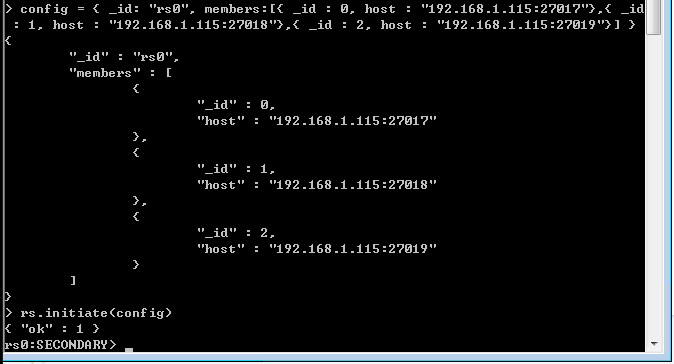 > config = { _id: "rs0", members:[{ _id : 0, host : "192.168.1.115:27017"},{ _id
 : 1, host : "192.168.1.115:27018"},{ _id : 2, host : "192.168.1.115:27019"}] }
{
        "_id" : "rs0",
        "members" : [
                {
                        "_id" : 0,
                        "host" : "192.168.1.115:27017"
                },
                {
                        "_id" : 1,
                        "host" : "192.168.1.115:27018"
                },
                {
                        "_id" : 2,
                        "host" : "192.168.1.115:27019"
                }
        ]
}
> rs.initiate(config)
{ "ok" : 1 }
rs0:SECONDARY> _